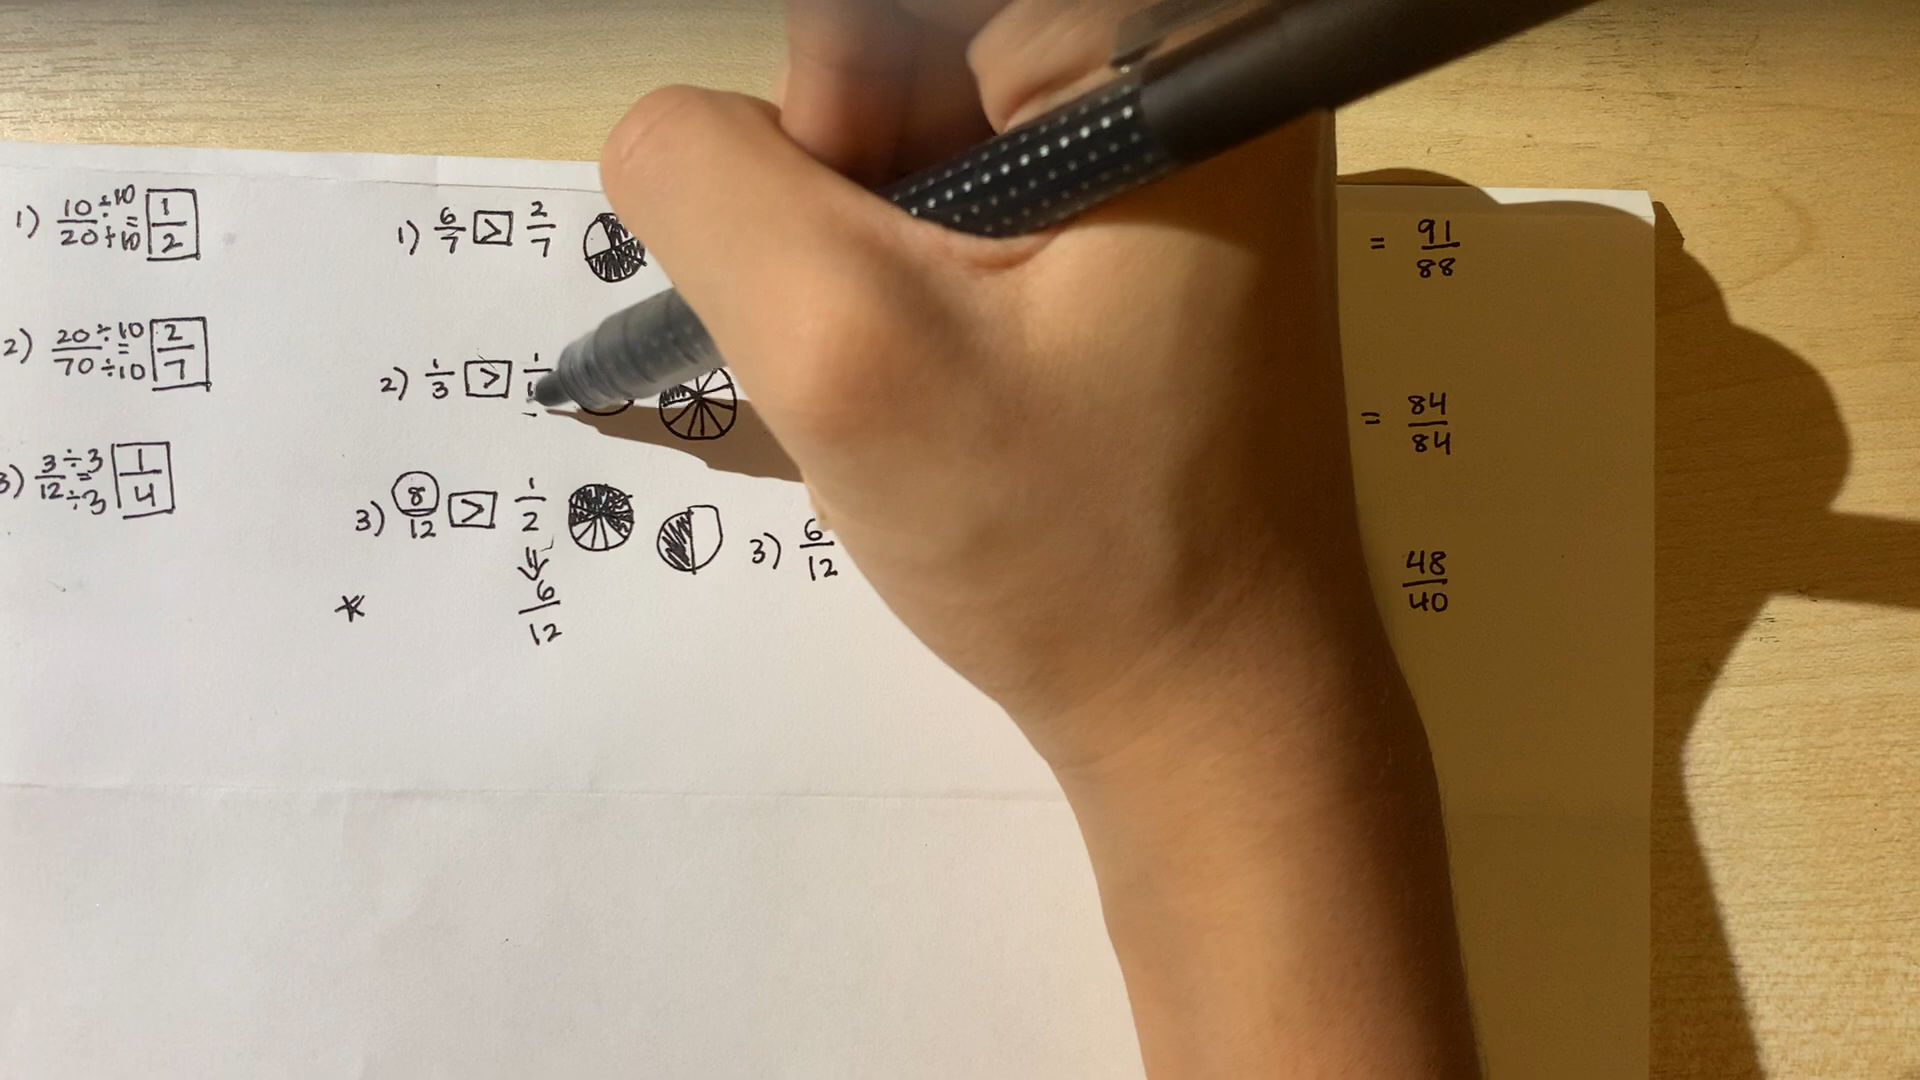 1) 10/20 ÷10/÷10 = 1/2
2) 20/70 ÷10/÷10 = 2/7
3) 3/12 ÷3/÷3 = 1/4
1) 6/7 > 2/7
2) 1/3 > 1/
3) 8/12 > 1/2
6/12
*
3) 6/12
= 91/88
= 84/84
48/40